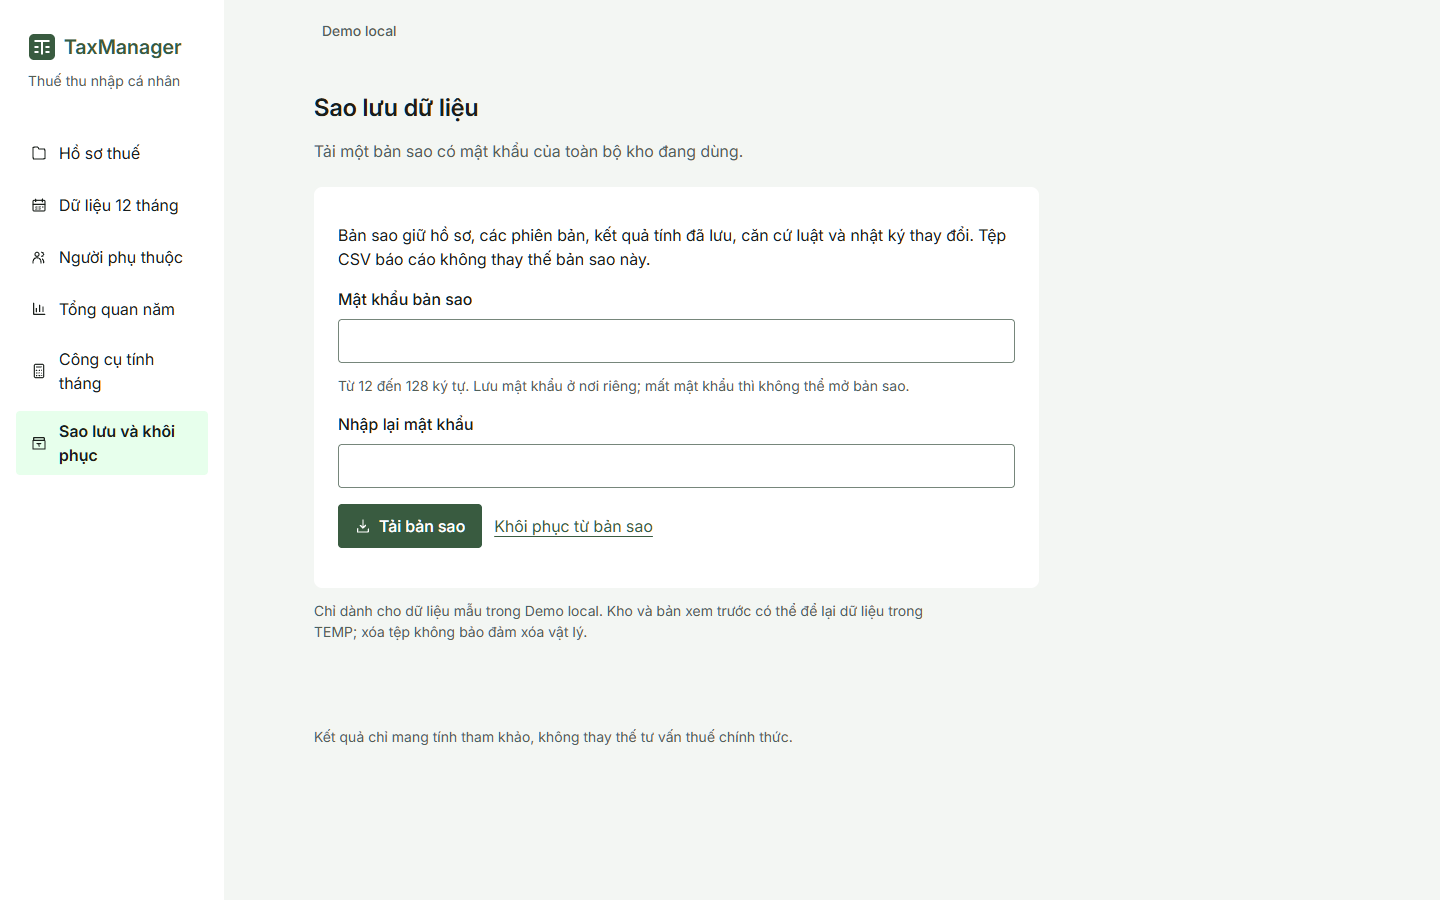 TaxManager
Thuế thu nhập cá nhân
Hồ sơ thuế
Dữ liệu 12 tháng
Người phụ thuộc
Tổng quan năm
Công cụ tính
tháng
Sao lưu và khôi
phục
Demo local
Sao lưu dữ liệu
Tải một bản sao có mật khẩu của toàn bộ kho đang dùng.
Bản sao giữ hồ sơ, các phiên bản, kết quả tính đã lưu, căn cứ luật và nhật ký thay đổi. Tệp
CSV báo cáo không thay thế bản sao này.
Mật khẩu bản sao
Từ 12 đến 128 ký tự. Lưu mật khẩu ở nơi riêng; mất mật khẩu thì không thể mở bản sao.
Nhập lại mật khẩu
Tải bản sao
Khôi phục từ bản sao
Chỉ dành cho dữ liệu mẫu trong Demo local. Kho và bản xem trước có thể để lại dữ liệu trong
TEMP; xóa tệp không bảo đảm xóa vật lý.
Kết quả chỉ mang tính tham khảo, không thay thế tư vấn thuế chính thức.